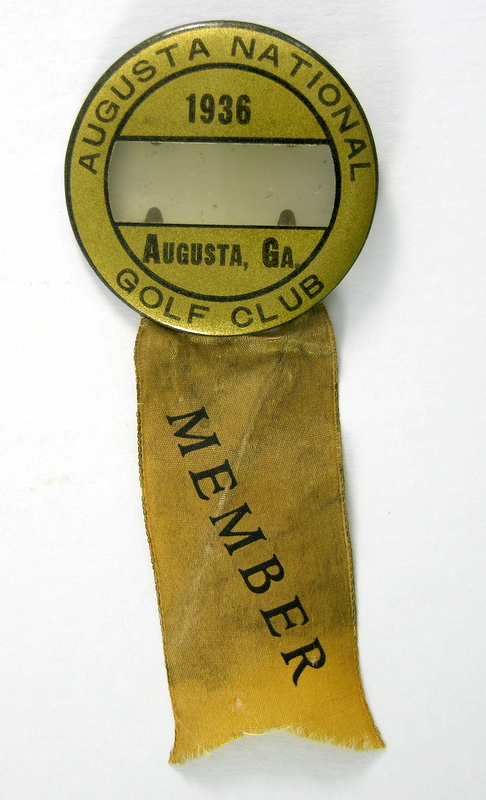 AUGUSTA NATIONAL
1936
AUGUSTA, GA.
GOLF CLUB
MEMBER